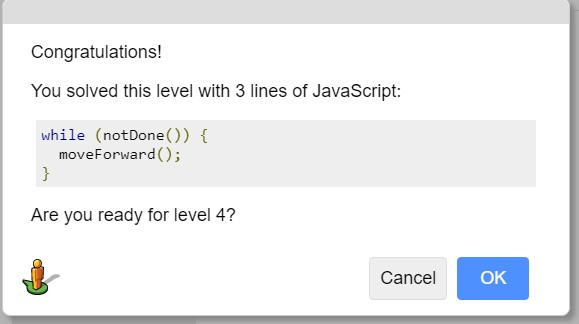 Congratulations!
You solved this level with 3 lines of JavaScript:
while (notDone()) {
  moveForward();
}
Are you ready for level 4?
Cancel
OK